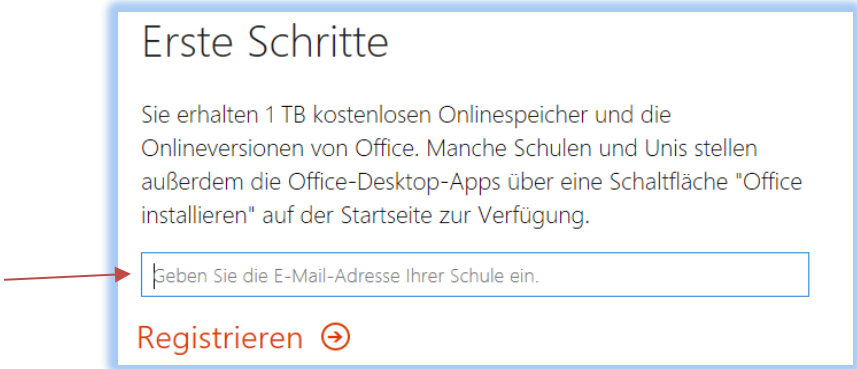 Erste Schritte
Sie erhalten 1 TB kostenlosen Onlinespeicher und die
Onlineversionen von Office. Manche Schulen und Unis stellen
außerdem die Office-Desktop-Apps über eine Schaltfläche "Office
installieren" auf der Startseite zur Verfügung.
Geben Sie die E-Mail-Adresse Ihrer Schule ein.
Registrieren